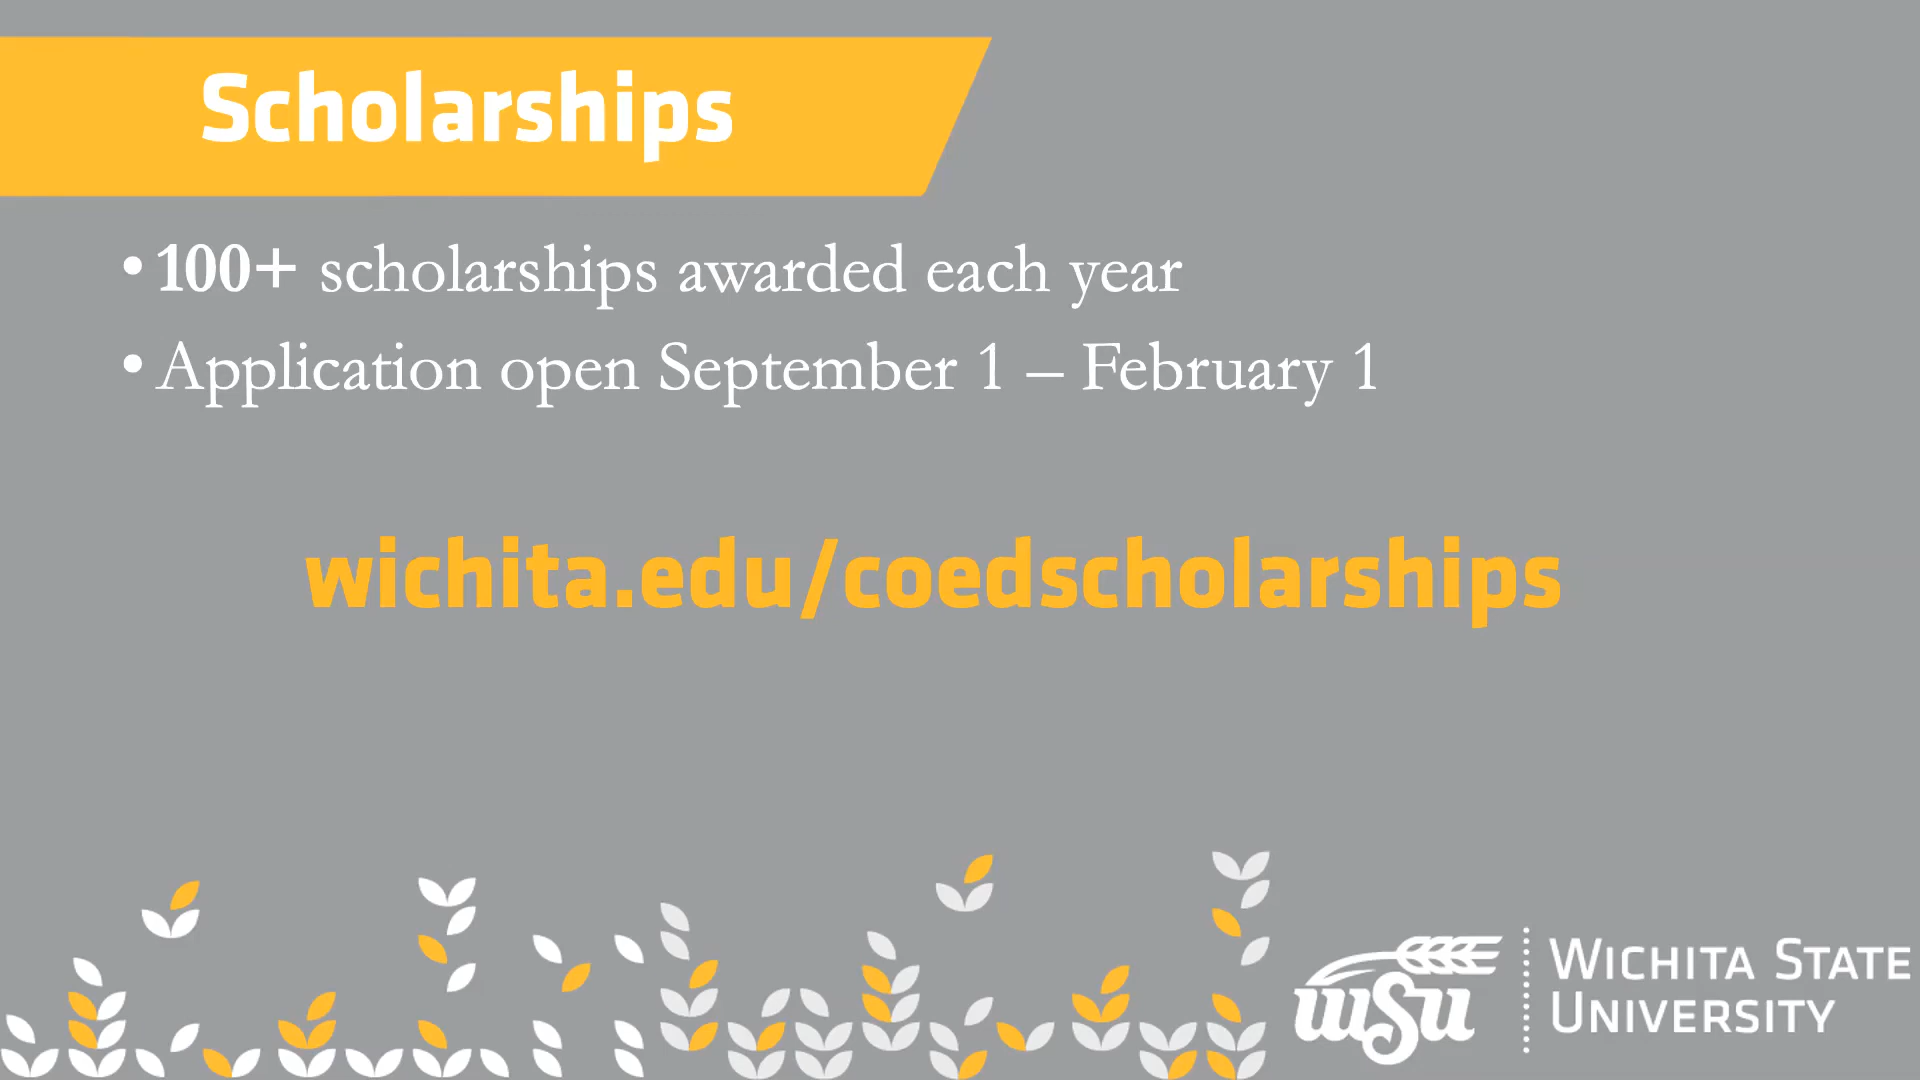 Scholarships
• 100+ scholarships awarded each year
• Application open September 1 – February 1
wichita.edu/coedscholarships
wsu
WICHITA STATE
UNIVERSITY